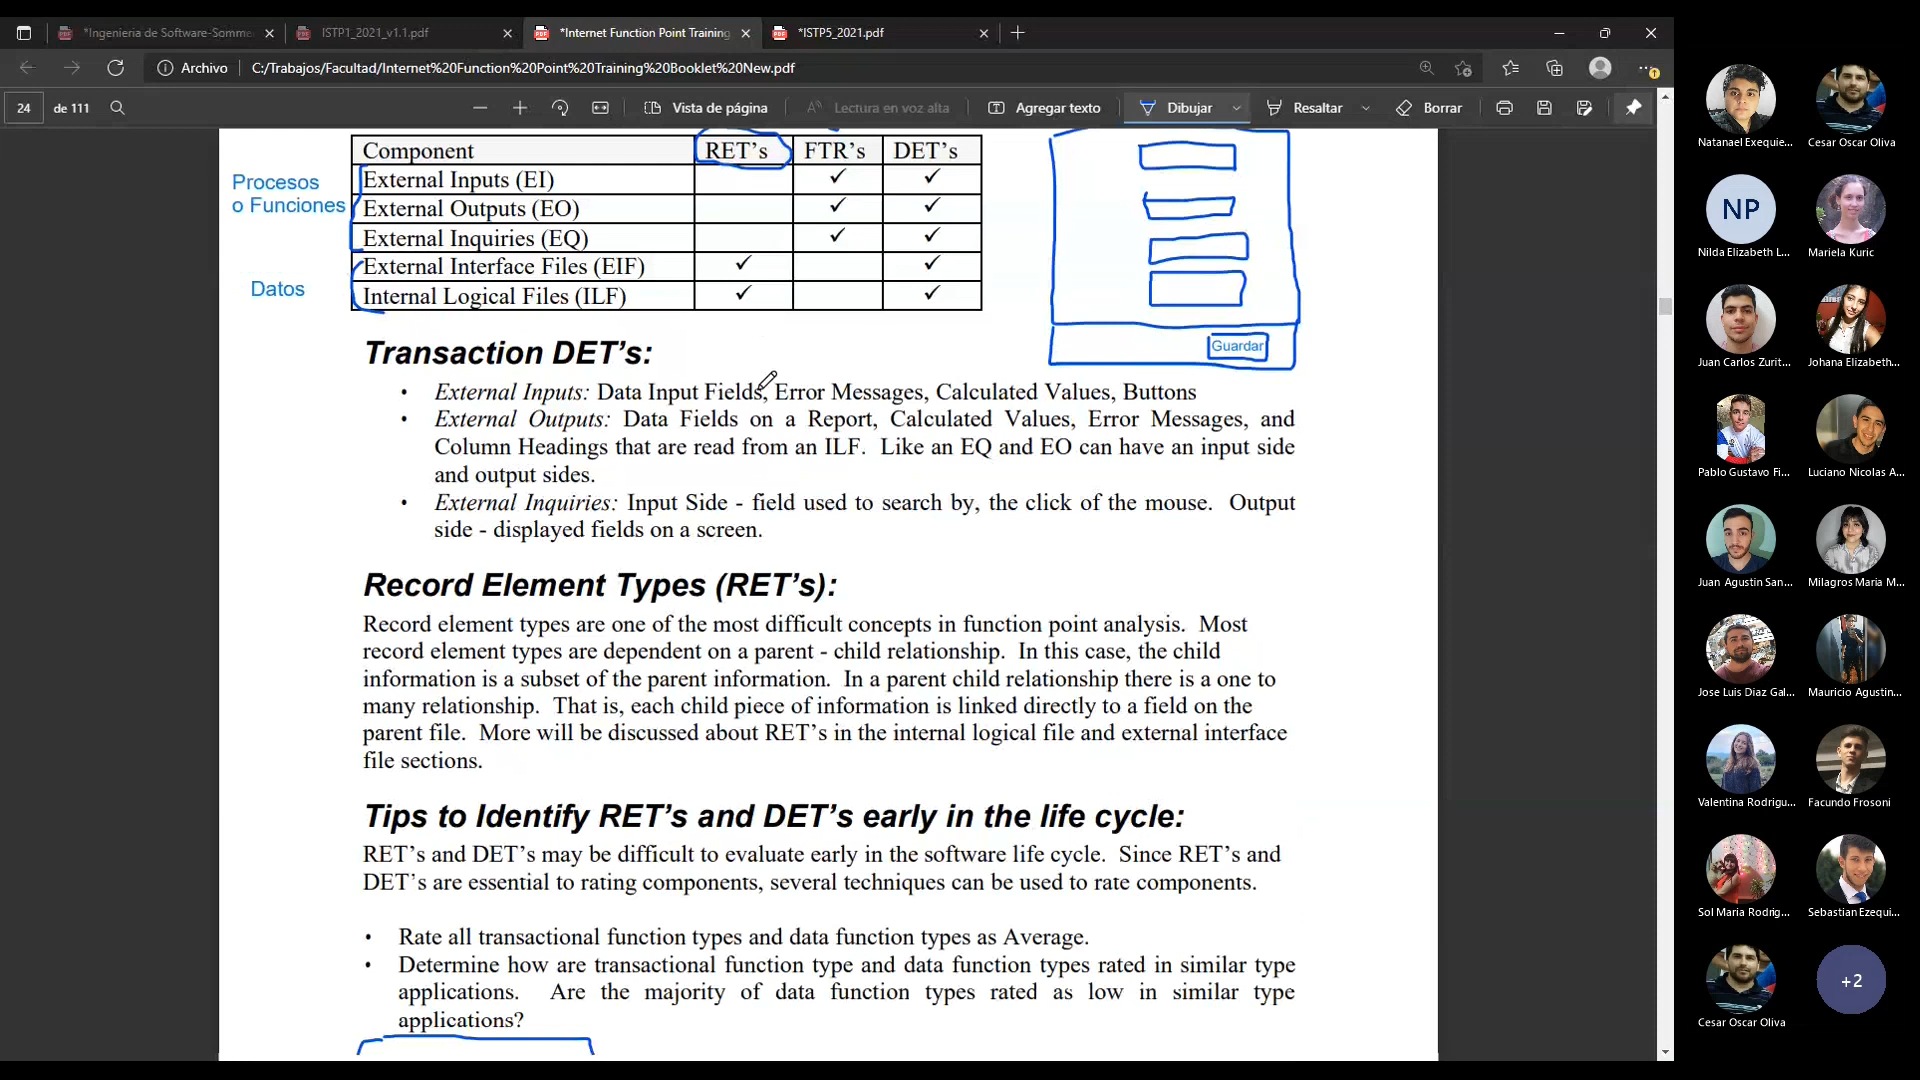 *Ingenieria de Software-Somme
ISTP1_2021_v1.1.pdf
*Internet Function Point Training
*ISTP5_2021.pdf
Archivo
C:/Trabajos/Facultad/Internet%20Function%20Point%20Training%20Booklet%20New.pdf
24
de 111
Vista de página
Lectura en voz alta
Agregar texto
Dibujar
Resaltar
Borrar
Component RET's FTR's DET's
External Inputs (EI) ✓ ✓
External Outputs (EO) ✓ ✓
External Inquiries (EQ) ✓ ✓
External Interface Files (EIF) ✓ ✓
Internal Logical Files (ILF) ✓ ✓
Procesos
o Funciones
Datos
Guardar
Transaction DET's:
• External Inputs: Data Input Fields, Error Messages, Calculated Values, Buttons
• External Outputs: Data Fields on a Report, Calculated Values, Error Messages, and
Column Headings that are read from an ILF. Like an EQ and EO can have an input side
and output sides.
• External Inquiries: Input Side - field used to search by, the click of the mouse. Output
side - displayed fields on a screen.
Record Element Types (RET's):
Record element types are one of the most difficult concepts in function point analysis. Most
record element types are dependent on a parent - child relationship. In this case, the child
information is a subset of the parent information. In a parent child relationship there is a one to
many relationship. That is, each child piece of information is linked directly to a field on the
parent file. More will be discussed about RET's in the internal logical file and external interface
file sections.
Tips to Identify RET's and DET's early in the life cycle:
RET's and DET's may be difficult to evaluate early in the software life cycle. Since RET's and
DET's are essential to rating components, several techniques can be used to rate components.
• Rate all transactional function types and data function types as Average.
• Determine how are transactional function type and data function types rated in similar type
applications. Are the majority of data function types rated as low in similar type
applications?
Natanael Exequie...
Cesar Oscar Oliva
NP
Nilda Elizabeth L...
Mariela Kuric
Juan Carlos Zurit...
Johana Elizabeth...
Pablo Gustavo Fi...
Luciano Nicolas A...
Juan Agustin San...
Milagros Maria M...
Jose Luis Diaz Gal...
Mauricio Agustin...
Valentina Rodrigu...
Facundo Frosoni
Sol Maria Rodrig...
Sebastian Ezequi...
Cesar Oscar Oliva
+2